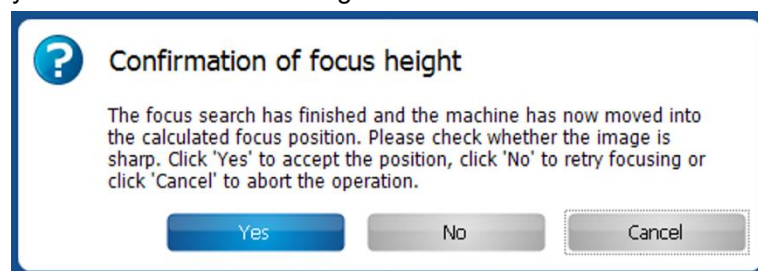 Confirmation of focus height
The focus search has finished and the machine has now moved into
the calculated focus position. Please check whether the image is
sharp. Click 'Yes' to accept the position, click 'No' to retry focusing or
click 'Cancel' to abort the operation.
Yes No Cancel